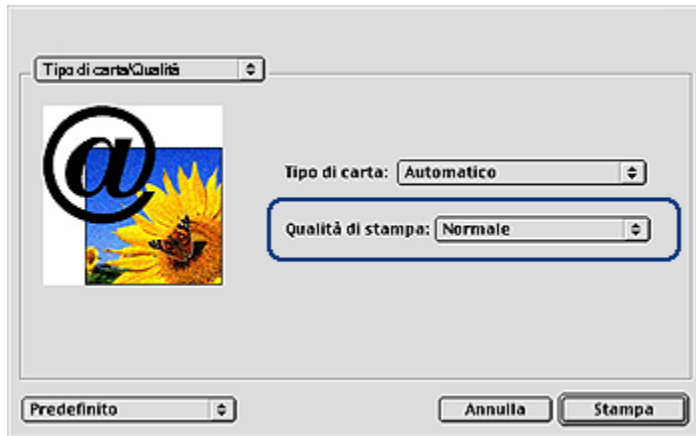 Tipo di carta/Qualità
@
Tipo di carta: Automatico
Qualità di stampa: Normale
Predefinito
Annulla
Stampa